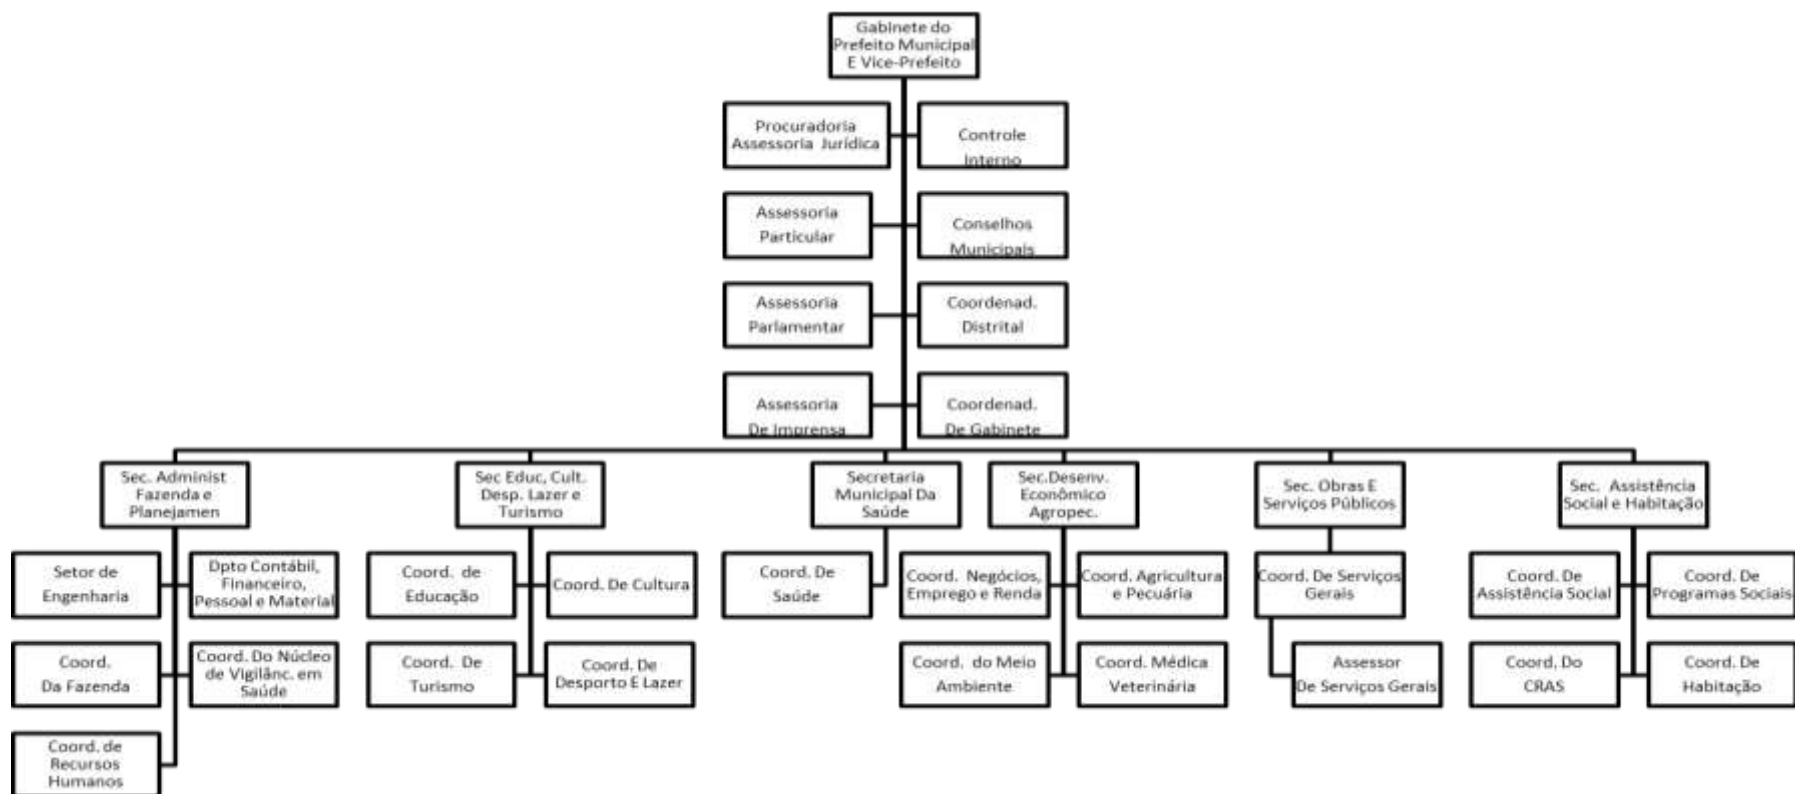 Gabinete do
Prefeito Municipal
E Vice-Prefeito
Procuradoria
Assessoria Jurídica
Controle
Interno
Assessoria
Particular
Conselhos
Municipais
Assessoria
Parlamentar
Coordenad.
Distrital
Assessoria
De Imprensa
Coordenad.
De Gabinete
Sec. Administ
Fazenda e
Planejamen
Sec Educ, Cult.
Desp. Lazer e
Turismo
Secretaria
Municipal Da
Saúde
Sec.Desenv.
Econômico
Agropec.
Sec. Obras E
Serviços Públicos
Sec. Assistência
Social e Habitação
Setor de
Engenharia
Dpto Contábil,
Financeiro,
Pessoal e Material
Coord. de
Educação
Coord. De Cultura
Coord. De
Saúde
Coord. Negócios,
Emprego e Renda
Coord. Agricultura
e Pecuária
Coord. De Serviços
Gerais
Coord. De
Assistência Social
Coord. De
Programas Sociais
Coord.
Da Fazenda
Coord. Do Núcleo
de Vigilânc. em
Saúde
Coord. De
Turismo
Coord. De
Desporto E Lazer
Coord. do Meio
Ambiente
Coord. Médica
Veterinária
Assessor
De Serviços Gerais
Coord, Do
CRAS
Coord. De
Habitação
Coord. de
Recursos
Humanos